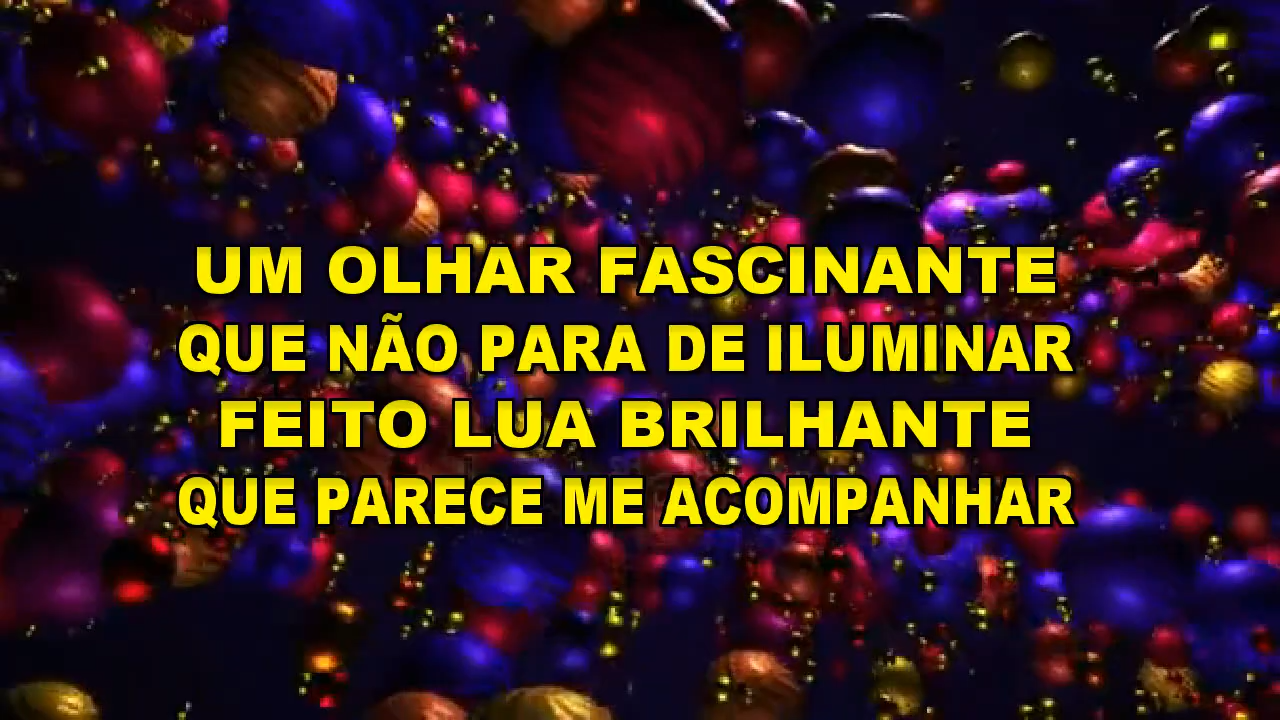 UM OLHAR FASCINANTE
QUE NÃO PARA DE ILUMINAR
FEITO LUA BRILHANTE
QUE PARECE ME ACOMPANHAR